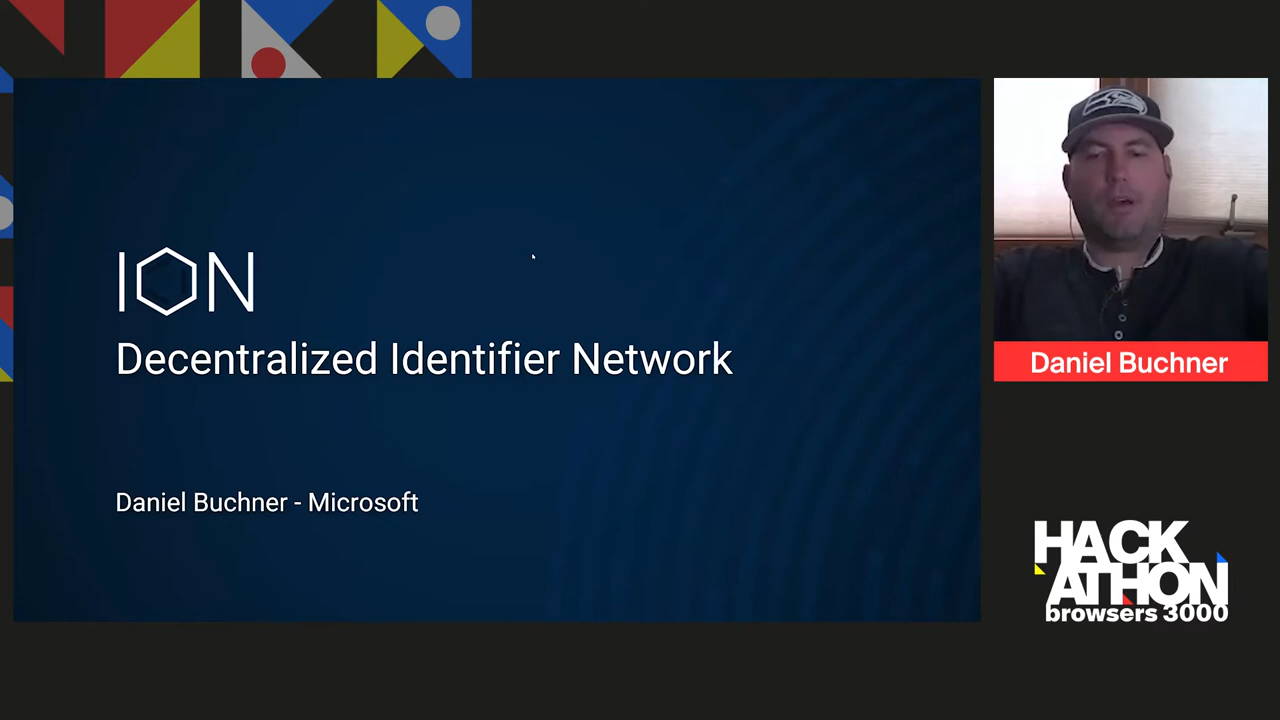 ION
Decentralized Identifier Network
Daniel Buchner - Microsoft
Daniel Buchner
HACK
ATHON
browsers 3000